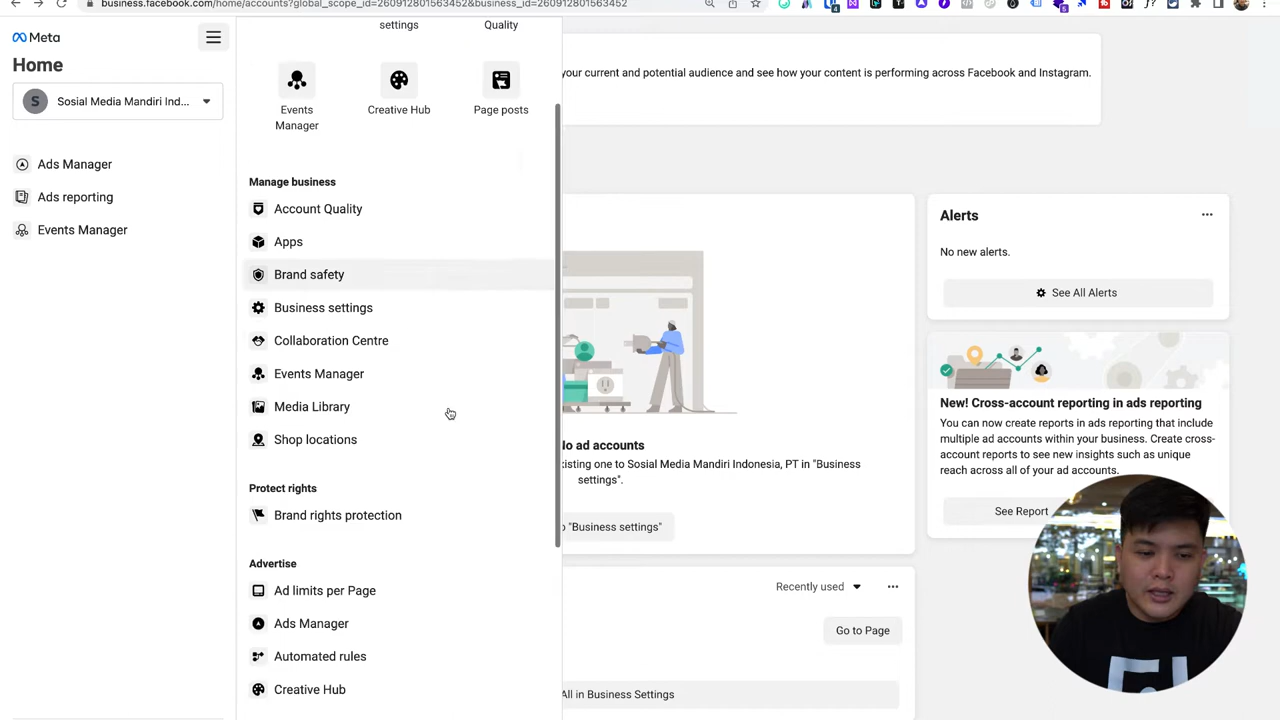 business.facebook.com/home/accounts?global_scope_id=260912801563452&business_id=260912801563452
Meta
Home
S
Sosial Media Mandiri Ind...
Ads Manager
Ads reporting
Events Manager
settings
Quality
Events
Manager
Creative Hub
Page posts
Manage business
Account Quality
Apps
Brand safety
Business settings
Collaboration Centre
Events Manager
Media Library
Shop locations
Protect rights
Brand rights protection
Advertise
Ad limits per Page
Ads Manager
Automated rules
Creative Hub
your current and potential audience and see how your content is performing across Facebook and Instagram.
lo ad accounts
isting one to Sosial Media Mandiri Indonesia, PT in "Business
settings".
"Business settings"
Recently used
Go to Page
All in Business Settings
Alerts
No new alerts.
See All Alerts
New! Cross-account reporting in ads reporting
You can now create reports in ads reporting that include
multiple ad accounts within your business. Create cross-
account reports to see new insights such as unique
reach across all of your ad accounts.
See Report